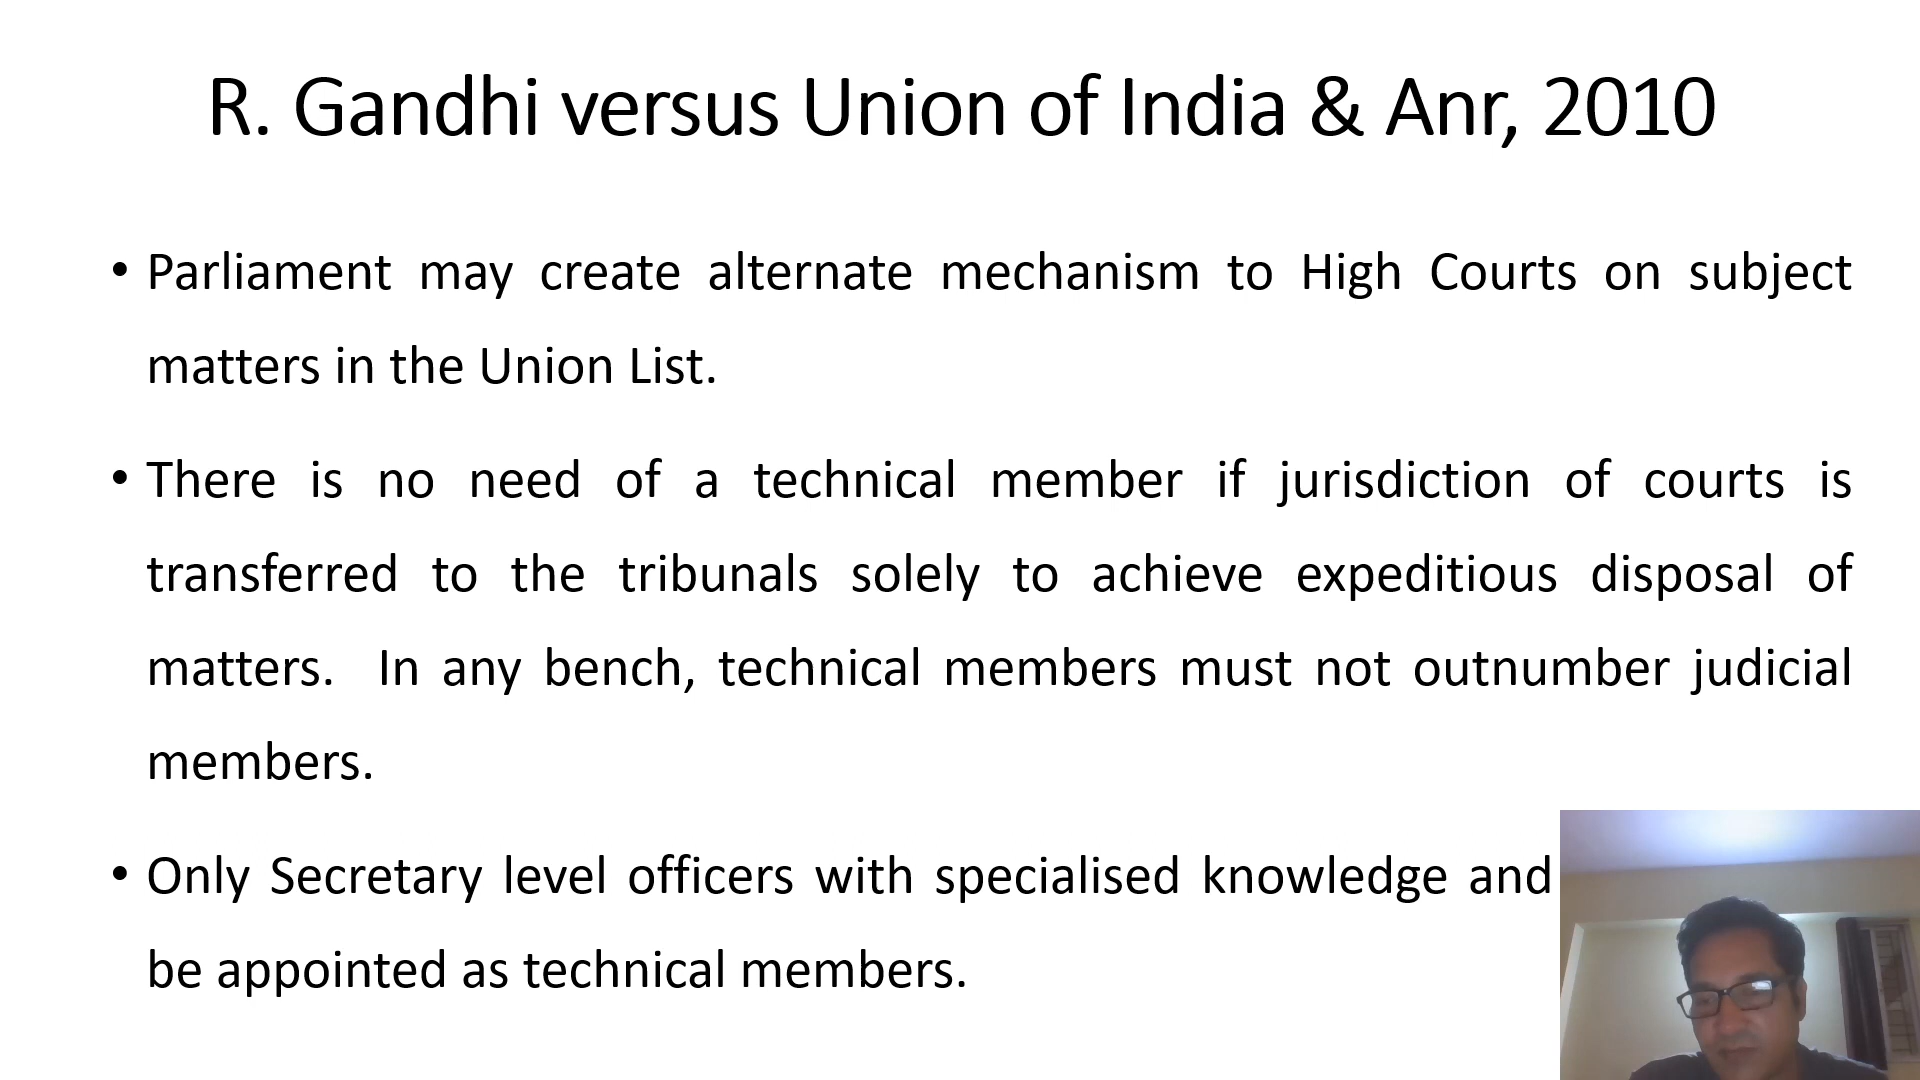 R. Gandhi versus Union of India & Anr, 2010
• Parliament may create alternate mechanism to High Courts on subject
matters in the Union List.
• There is no need of a technical member if jurisdiction of courts is
transferred to the tribunals solely to achieve expeditious disposal of
matters. In any bench, technical members must not outnumber judicial
members.
• Only Secretary level officers with specialised knowledge and
be appointed as technical members.